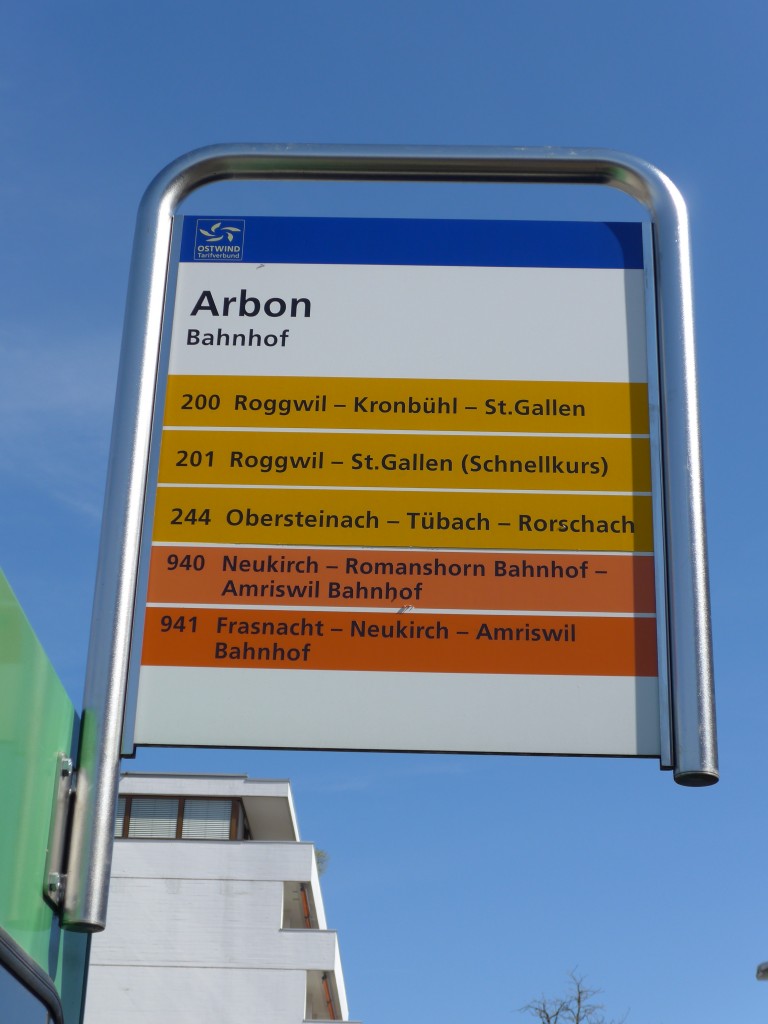 OSTWIND
Tarifverbund
Arbon
Bahnhof
200 Roggwil – Kronbühl – St.Gallen
201 Roggwil – St.Gallen (Schnellkurs)
244 Obersteinach – Tübach – Rorschach
940 Neukirch – Romanshorn Bahnhof –
Amriswil Bahnhof
941 Frasnacht – Neukirch – Amriswil
Bahnhof